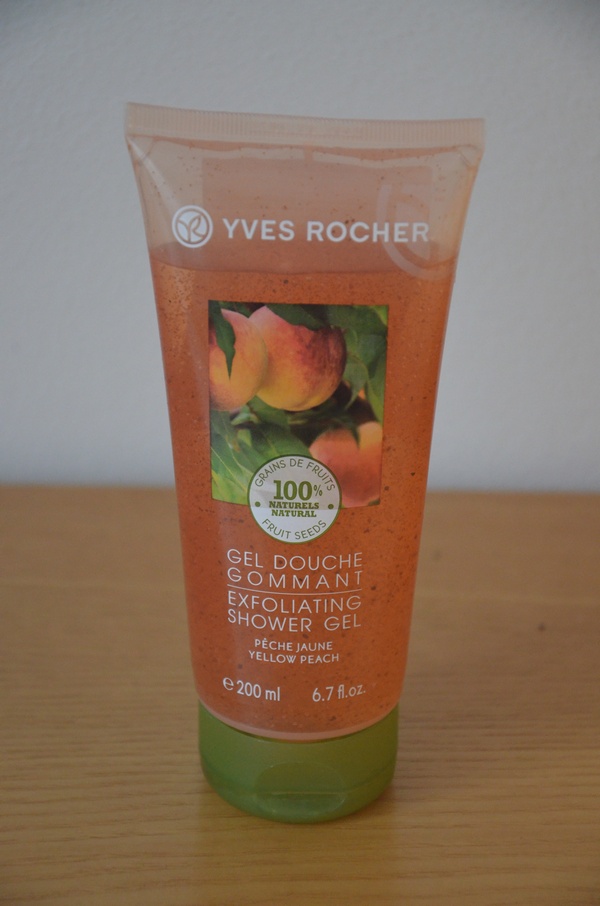 YVES ROCHER
GRAINS DE FRUITS
100%
NATURELS
NATURAL
FRUIT SEEDS
GEL DOUCHE
GOMMANT
EXFOLIATING
SHOWER GEL
PÊCHE JAUNE
YELLOW PEACH
e 200 ml 6.7 fl.oz.